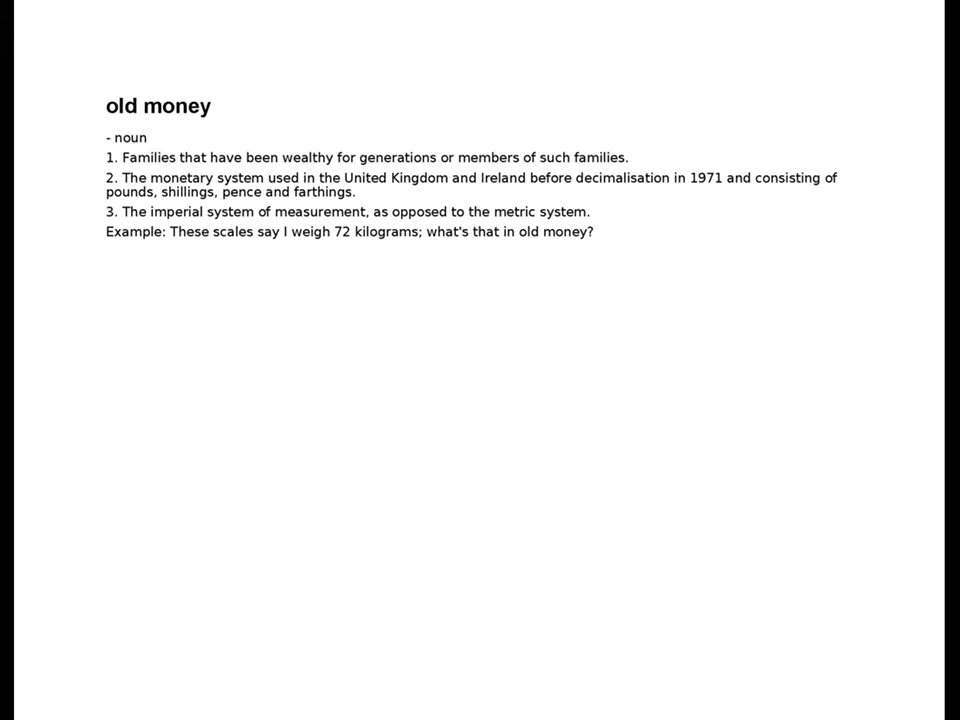 old money
- noun
1. Families that have been wealthy for generations or members of such families.
2. The monetary system used in the United Kingdom and Ireland before decimalisation in 1971 and consisting of
pounds, shillings, pence and farthings.
3. The imperial system of measurement, as opposed to the metric system.
Example: These scales say I weigh 72 kilograms; what's that in old money?